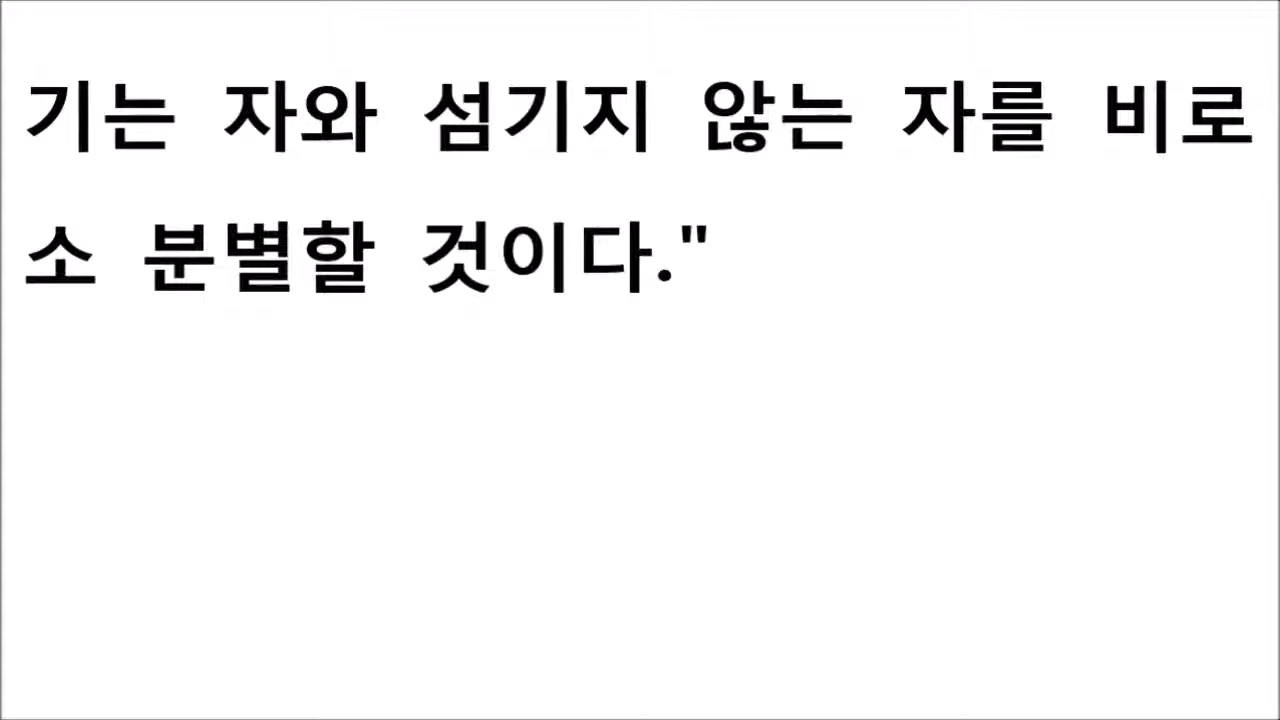 기는 자와 섬기지 않는 자를 비로
소 분별할 것이다."